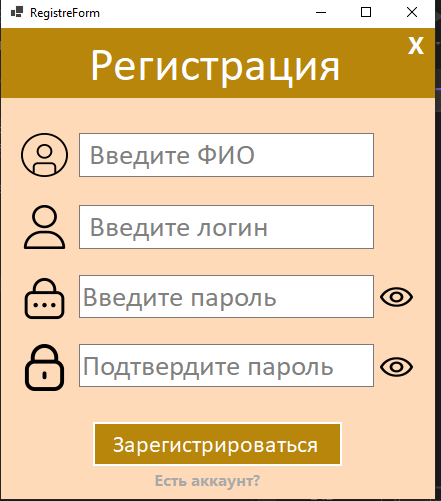 RegistreForm
X
Регистрация
Введите ФИО
Введите логин
Введите пароль
Подтвердите пароль
Зарегистрироваться
Есть аккаунт?